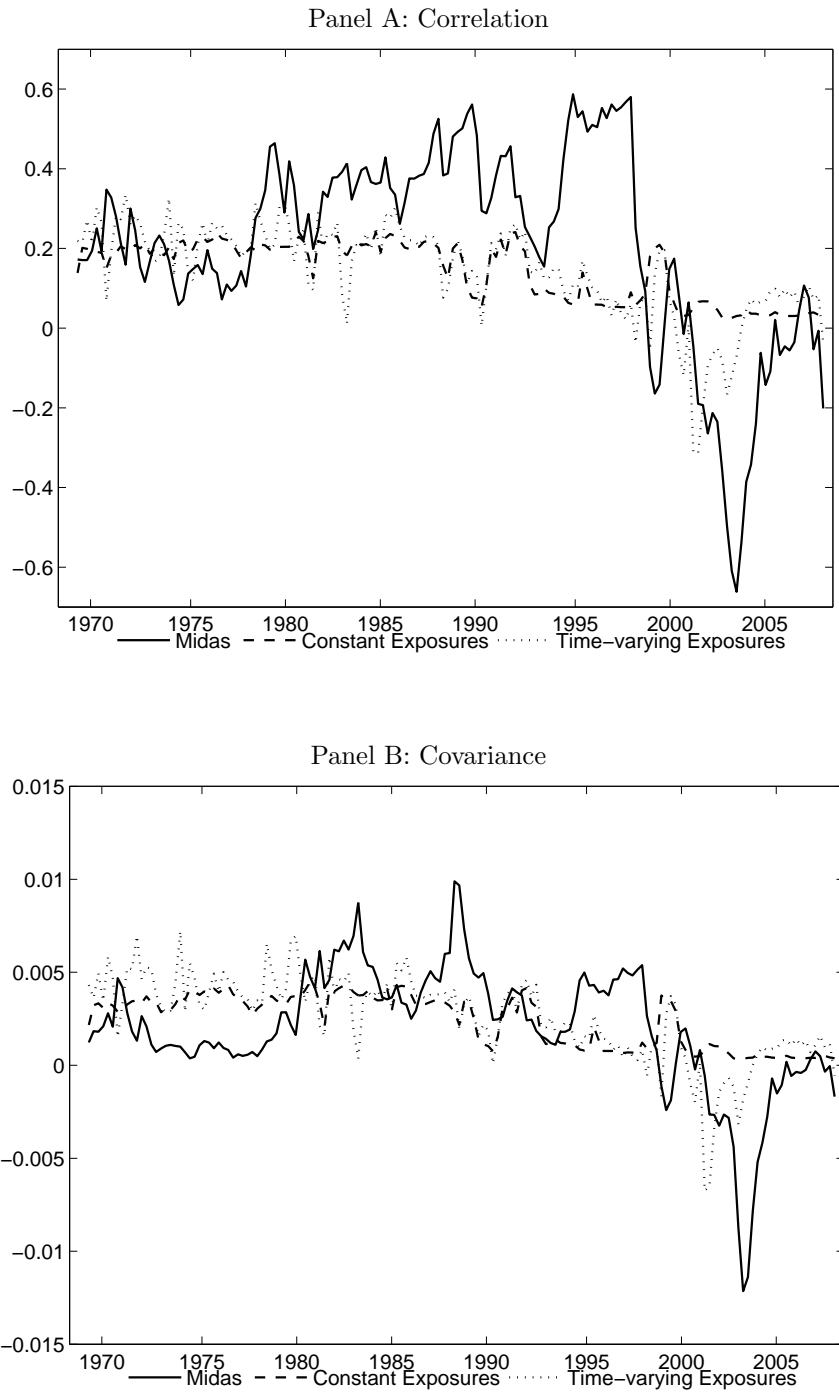 Panel A: Correlation
0.6
0.4
0.2
0
−0.2
−0.4
−0.6
1970 1975 1980 1985 1990 1995 2000 2005
Midas Constant Exposures Time−varying Exposures
Panel B: Covariance
0.015
0.01
0.005
0
−0.005
−0.01
−0.015
1970 1975 1980 1985 1990 1995 2000 2005
Midas Constant Exposures Time−varying Exposures